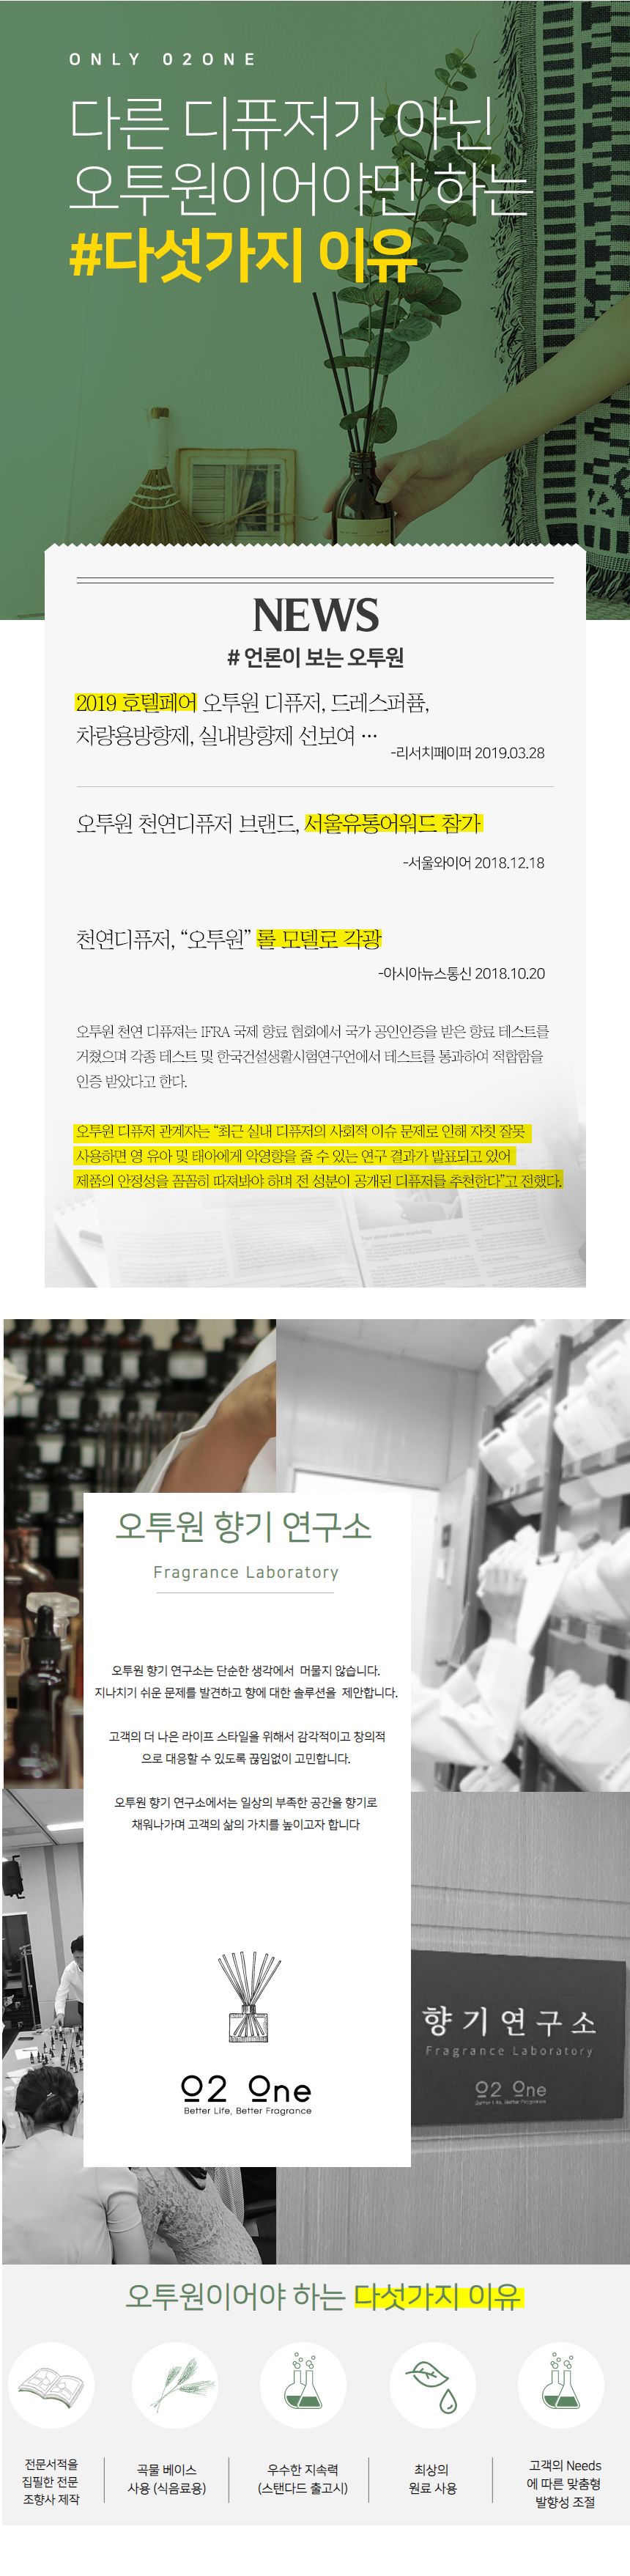 ONLY O2ONE
다른 디퓨저가 아닌
오투원이어야만 하는
#다섯가지 이유
NEWS
# 언론이 보는 오투원
2019 호텔페어 오투원 디퓨저, 드레스퍼퓸,
차량용방향제, 실내방향제 선보여 ⋯
-리서치페이퍼 2019.03.28
오투원 천연디퓨저 브랜드, 서울유통어워드 참가
-서울와이어 2018.12.18
천연디퓨저, “오투원” 롤 모델로 각광
-아시아뉴스통신 2018.10.20
오투원 천연 디퓨져는 IFRA 국제 향료 협회에서 국가 공인인증을 받은 향료 테스트를
거쳤으며 각종 테스트 및 한국건설생활시험연구언에서 테스트를 통과하여 적합함을
인증 받았다고 한다.
오투원 디퓨저 관계자는 “최근 실내 디퓨저의 사회적 이슈 문제로 인해 자칫 잘못
사용하면 영 유아 및 태아에게 악영향을 줄 수 있는 연구 결과가 발표되고 있어
제품의 안정성을 꼼꼼히 따져봐야 하며 전 성분이 공개된 디퓨저를 추천한다”고 전했다.
오투원 향기 연구소
Fragrance Laboratory
오투원 향기 연구소는 단순한 생각에서 머물지 않습니다.
지나치기 쉬운 문제를 발견하고 향에 대한 솔루션을 제안합니다.
고객의 더 나은 라이프 스타일을 위해서 감각적이고 창의적
으로 대응할 수 있도록 끊임없이 고민합니다.
오투원 향기 연구소에서는 일상의 부족한 공간을 향기로
채워나가며 고객의 삶의 가치를 높이고자 합니다
O2 One
Better Life, Better Fragrance
향기연구소
Fragrance Laboratory
O2 One
Better Life, Better Fragrance
오투원이어야 하는 다섯가지 이유
전문서적을
집필한 전문
조향사 제작
곡물 베이스
사용 (식음료용)
우수한 지속력
(스탠다드 출고시)
최상의
원료 사용
고객의 Needs
에 따른 맞춤형
발향성 조절